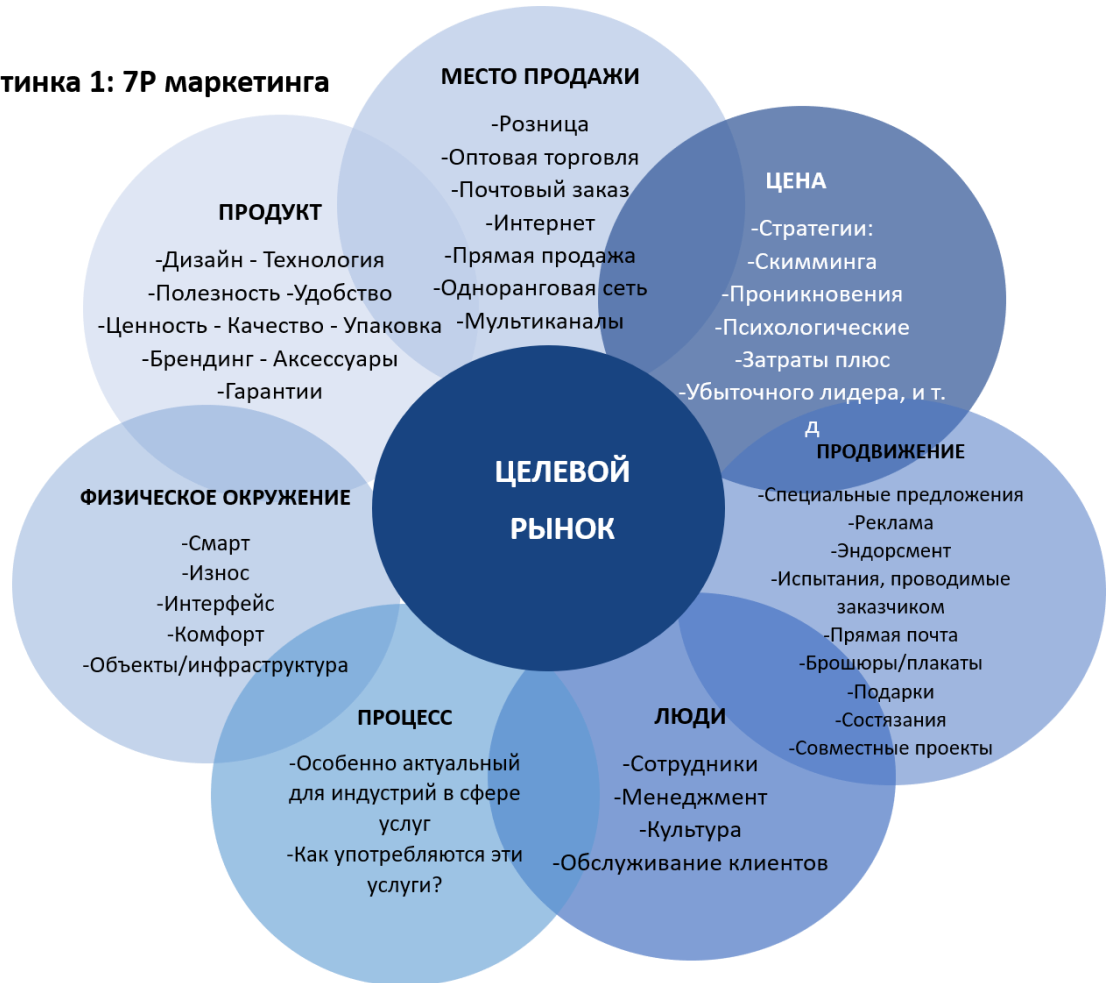 тинка 1: 7P маркетинга
МЕСТО ПРОДАЖИ
-Розница
-Оптовая торговля
-Почтовый заказ
-Интернет
-Прямая продажа
-Одноранговая сеть
-Мультиканалы
ЦЕНА
-Стратегии:
-Скимминга
-Проникновения
-Психологические
-Затраты плюс
-Убыточного лидера, и т.
д
ПРОДУКТ
-Дизайн - Технология
-Полезность -Удобство
-Ценность - Качество - Упаковка
-Брендинг - Аксессуары
-Гарантии
ЦЕЛЕВОЙ
РЫНОК
ПРОДВИЖЕНИЕ
-Специальные предложения
-Реклама
-Эндорсмент
-Испытания, проводимые
заказчиком
-Прямая почта
-Брошюры/плакаты
-Подарки
-Состязания
-Совместные проекты
ФИЗИЧЕСКОЕ ОКРУЖЕНИЕ
-Смарт
-Износ
-Интерфейс
-Комфорт
-Объекты/инфраструктура
ПРОЦЕСС
-Особенно актуальный
для индустрий в сфере
услуг
-Как употребляются эти
услуги?
ЛЮДИ
-Сотрудники
-Менеджмент
-Культура
-Обслуживание клиентов